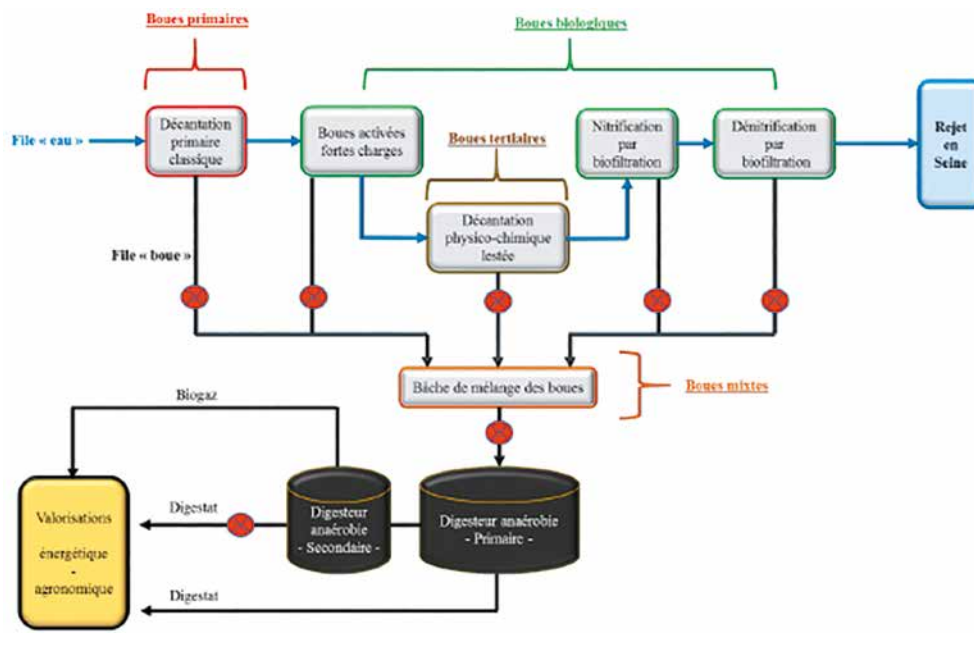 Boues primaires
Boues biologiques
File « eau »
Décantation
primaire
classique
Boues activées
fortes charges
Boues tertiaires
Nitrification
par
biofiltration
Dénitrification
par
biofiltration
Rejet
en
Seine
Décantation
physico-chimique
lestée
File « boue »
Bâche de mélange des boues
Boues mixtes
Biogaz
Valorisations
énergétique
-
agronomique
Digestat
Digesteur
anaérobie
- Secondaire -
Digesteur anaérobie
- Primaire -
Digestat